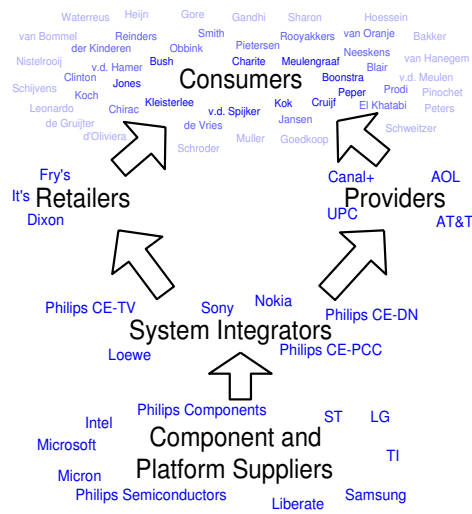 Waterreus Heijn Gore Gandhi Sharon Hoessein
van Bommel Reinders Smith Rooyakkers van Oranje Bakker
der Kinderen Obbink Pietersen Neeskens van Hanegem
Nistelrooij v.d. Hamer Bush Charite Meulengraaf Blair
Clinton Jones Consumers Boonstra v.d. Meulen
Schijvens Koch Peper Prodi Pinochet
Leonardo Chirac Kleisterlee v.d. Spijker Kok Cruijf El Khatabi Peters
de Gruijter de Vries Jansen Schweitzer
d'Oliviera Muller Goedkoop
Schroder
Fry's Canal+ AOL
It's Retailers Providers
Dixon UPC AT&T
Philips CE-TV Sony Nokia Philips CE-DN
System Integrators
Loewe Philips CE-PCC
Philips Components ST LG
Intel
Microsoft Component and TI
Micron Platform Suppliers
Philips Semiconductors Liberate Samsung